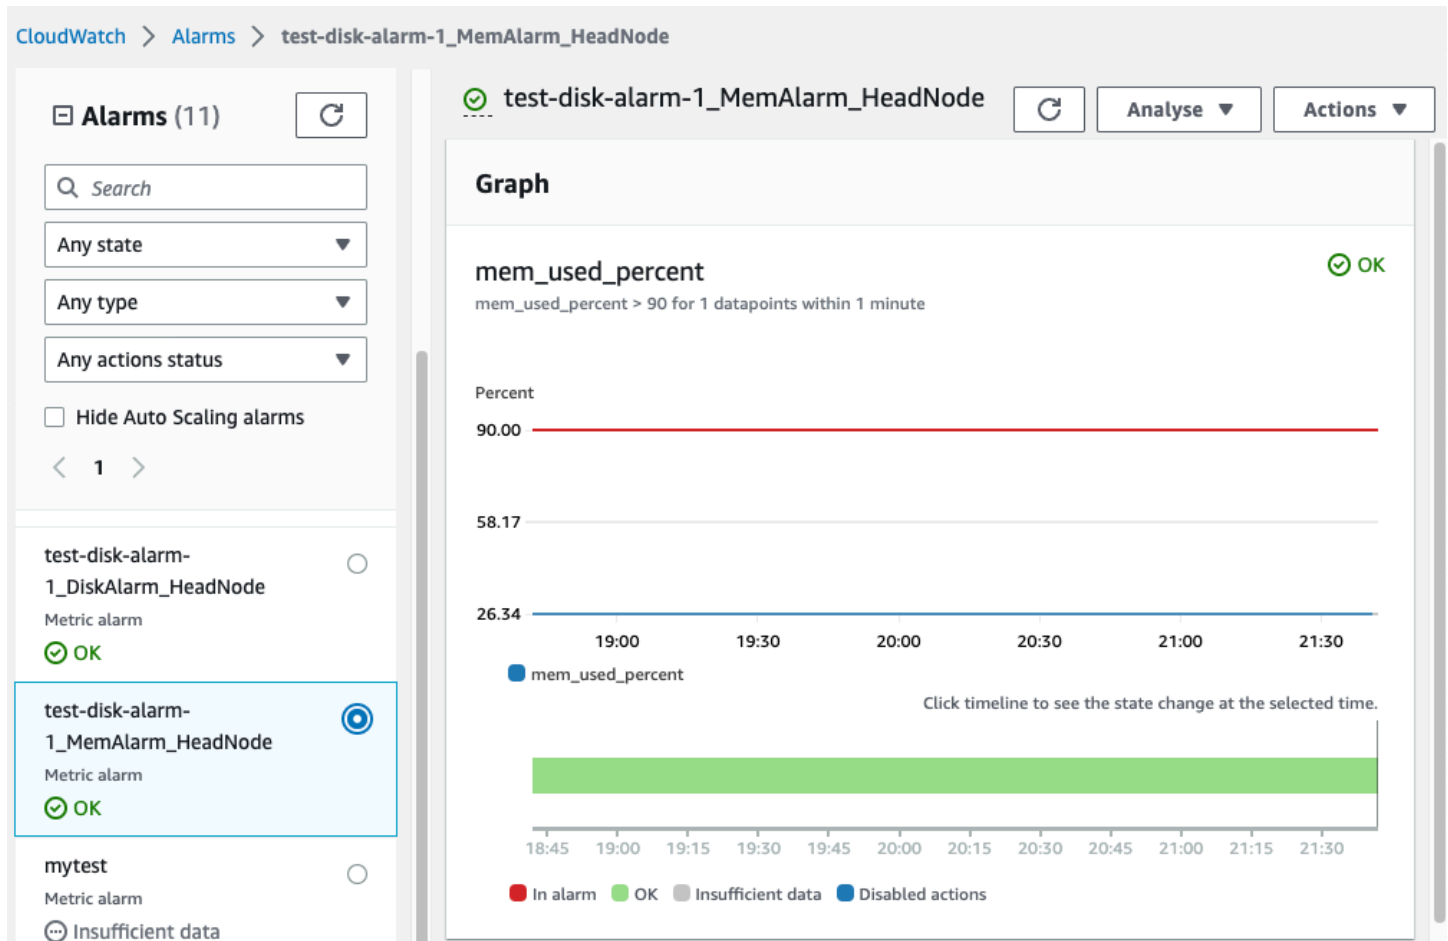 CloudWatch > Alarms > test-disk-alarm-1_MemAlarm_HeadNode
Alarms (11)
Search
Any state
Any type
Any actions status
Hide Auto Scaling alarms
1
test-disk-alarm-
1_DiskAlarm_HeadNode
Metric alarm
OK
test-disk-alarm-
1_MemAlarm_HeadNode
Metric alarm
OK
mytest
Metric alarm
Insufficient data
test-disk-alarm-1_MemAlarm_HeadNode
Analyse
Actions
Graph
mem_used_percent
OK
mem_used_percent > 90 for 1 datapoints within 1 minute
Percent
90.00
58.17
26.34
19:00 19:30 20:00 20:30 21:00 21:30
mem_used_percent
Click timeline to see the state change at the selected time.
18:45 19:00 19:15 19:30 19:45 20:00 20:15 20:30 20:45 21:00 21:15 21:30
In alarm OK Insufficient data Disabled actions